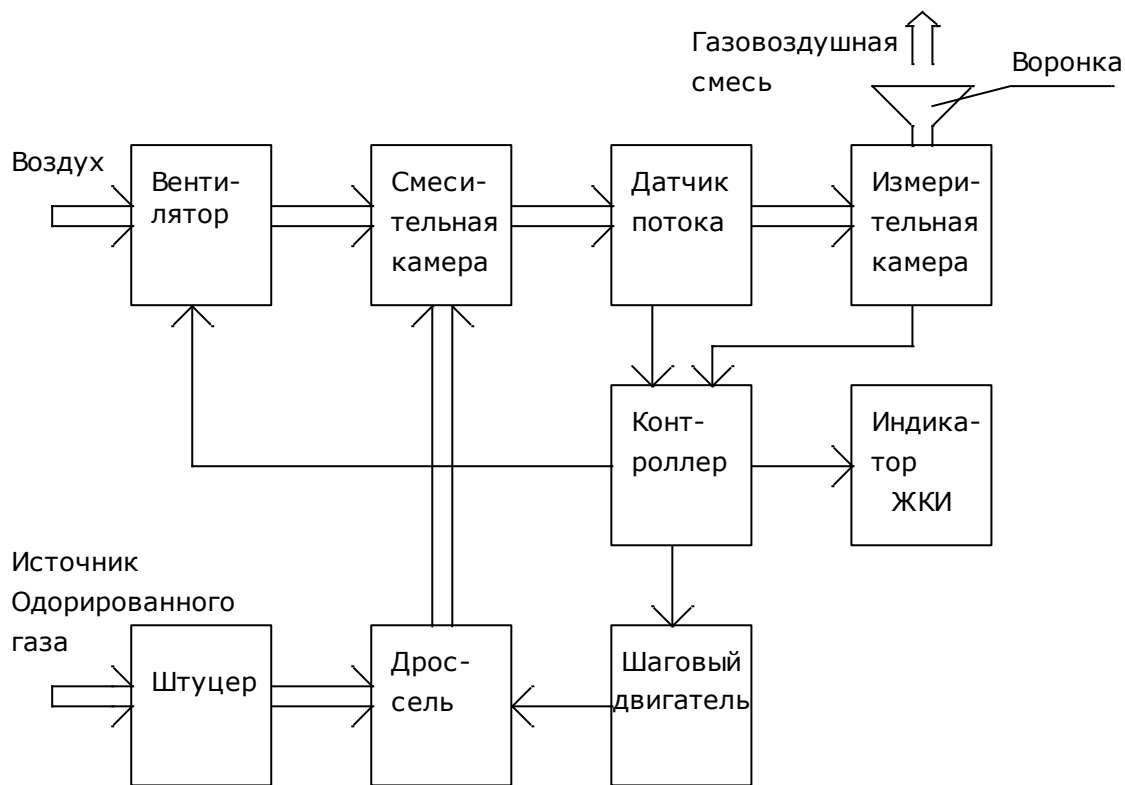 Газовоздушная
смесь
Воронка
Воздух
Венти-
лятор
Смеси-
тельная
камера
Датчик
потока
Измери-
тельная
камера
Конт-
роллер
Индика-
тор
ЖКИ
Источник
Одорированного
газа
Штуцер
Дрос-
сель
Шаговый
двигатель